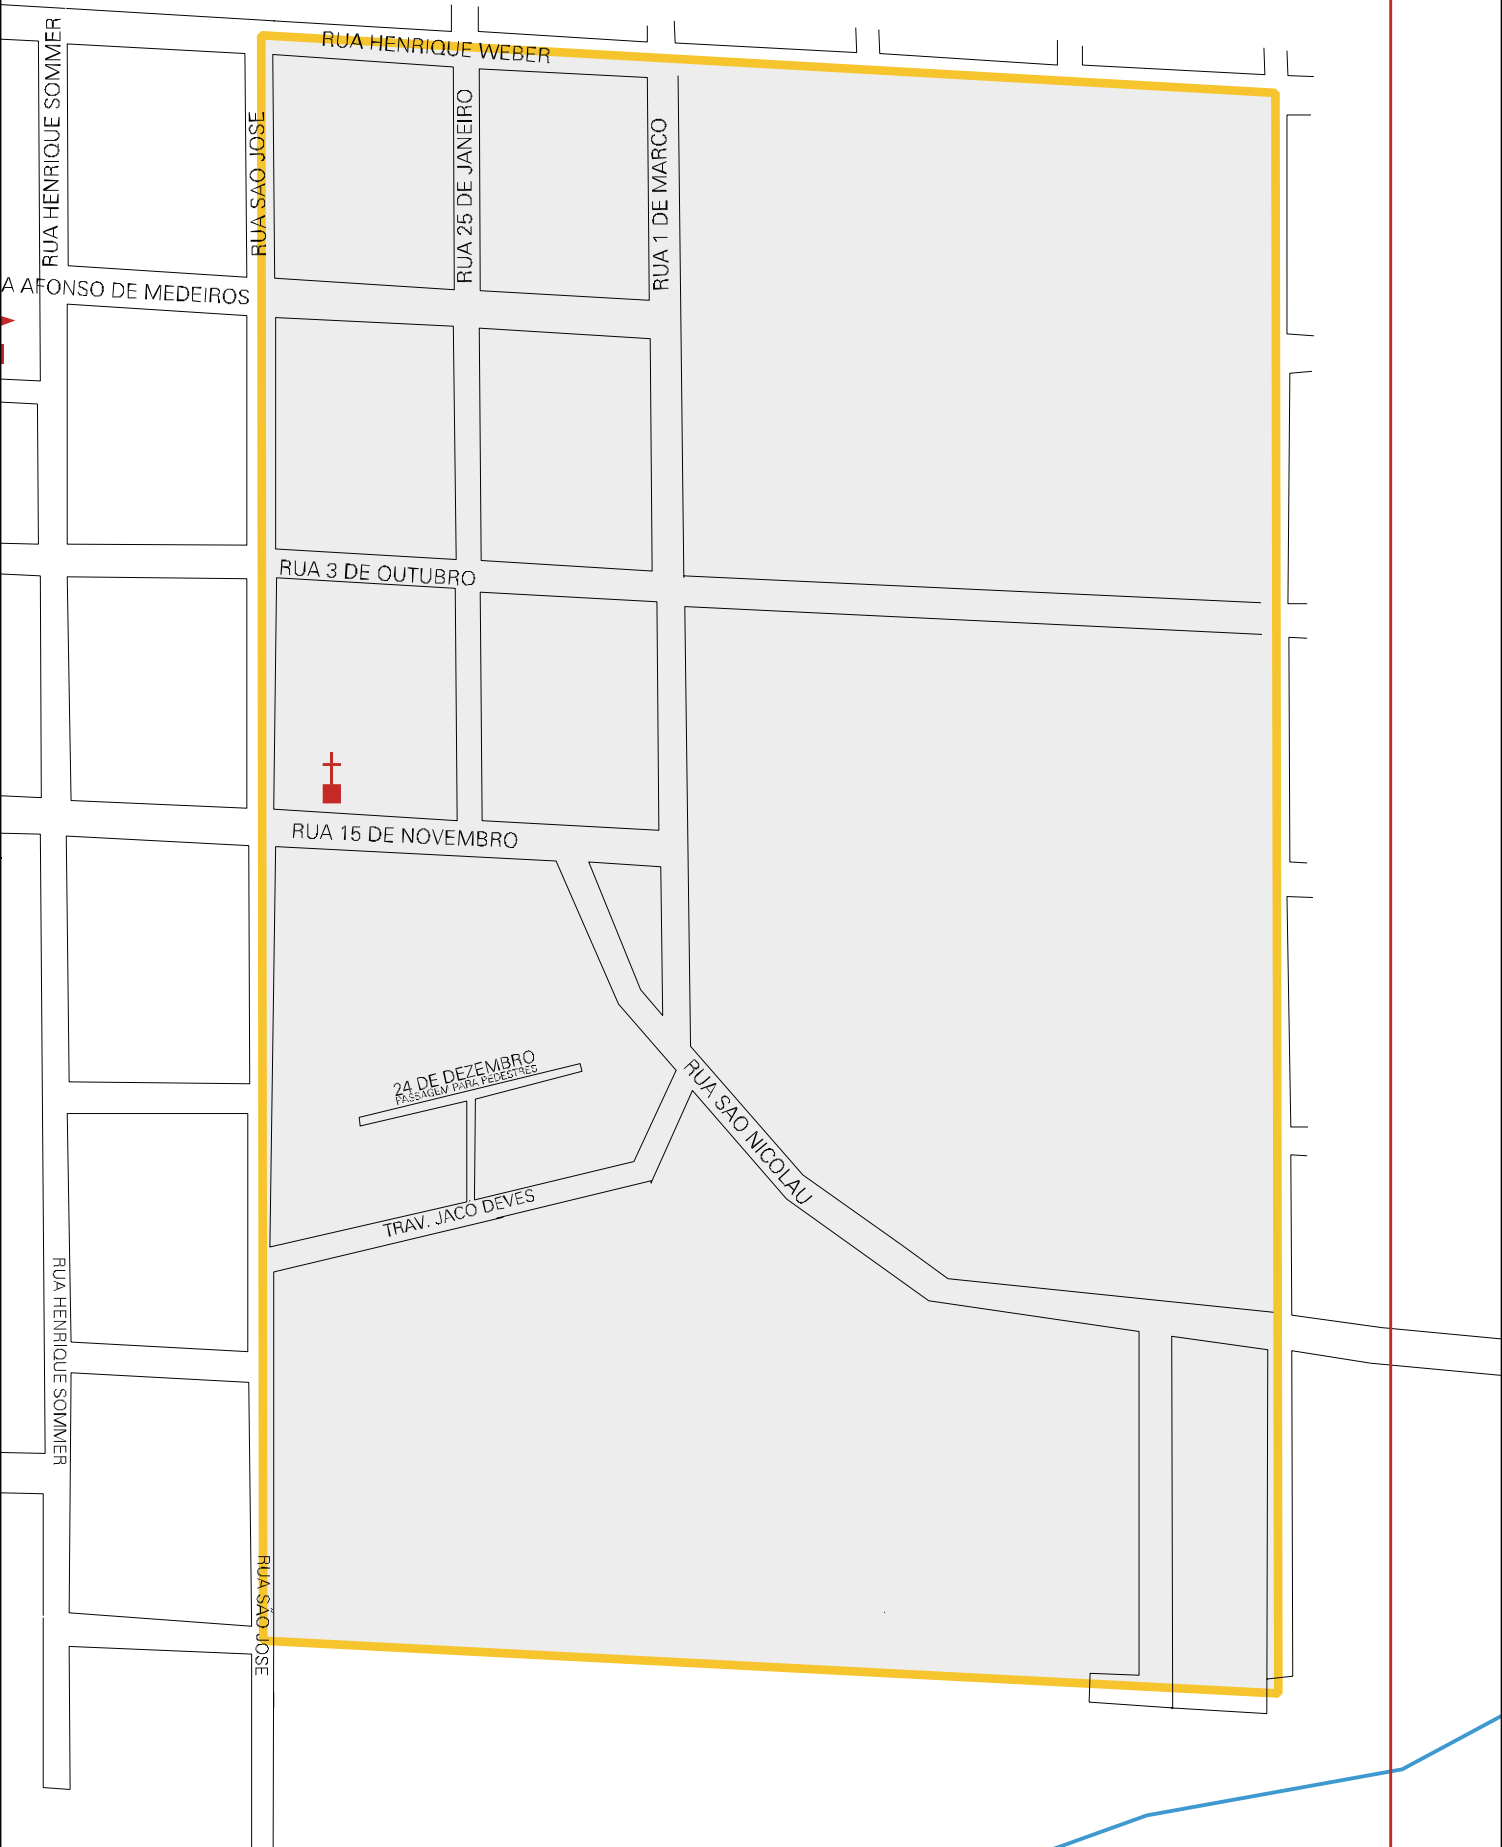 RUA HENRIQUE WEBER
RUA HENRIQUE SOMMER
RUA SAO JOSE
RUA 25 DE JANEIRO
RUA 1 DE MARCO
A AFONSO DE MEDEIROS
RUA 3 DE OUTUBRO
RUA 15 DE NOVEMBRO
24 DE DEZEMBRO
PASSAGEM PARA PEDESTRES
RUA SAO NICOLAU
TRAV. JACÓ DEVES
RUA HENRIQUE SOMMER
RUA SÃO JOSE